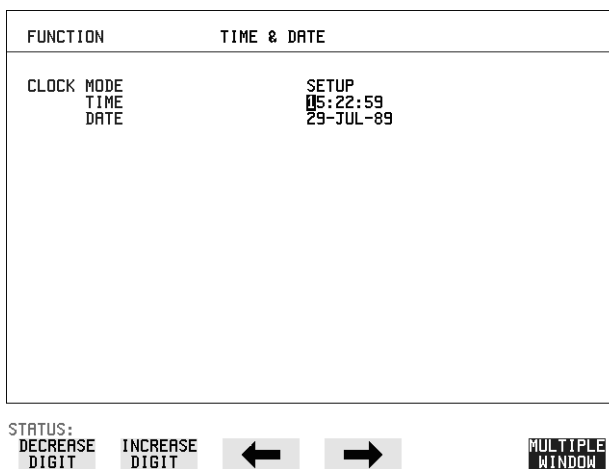 FUNCTION TIME & DATE
CLOCK MODE SETUP
TIME 15:22:59
DATE 29-JUL-89
STATUS:
DECREASE DIGIT
INCREASE DIGIT
MULTIPLE WINDOW